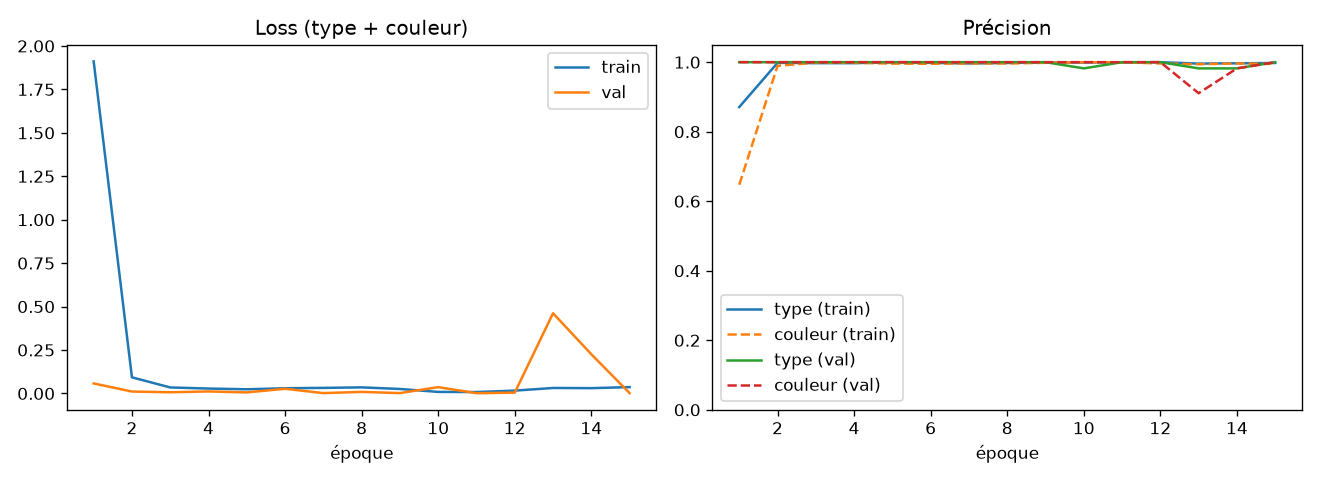 Loss (type + couleur)
2.00
1.75
1.50
1.25
1.00
0.75
0.50
0.25
0.00
train
val
2 4 6 8 10 12 14
époque
Précision
1.0
0.8
0.6
0.4
0.2
0.0
type (train)
couleur (train)
type (val)
couleur (val)
2 4 6 8 10 12 14
époque